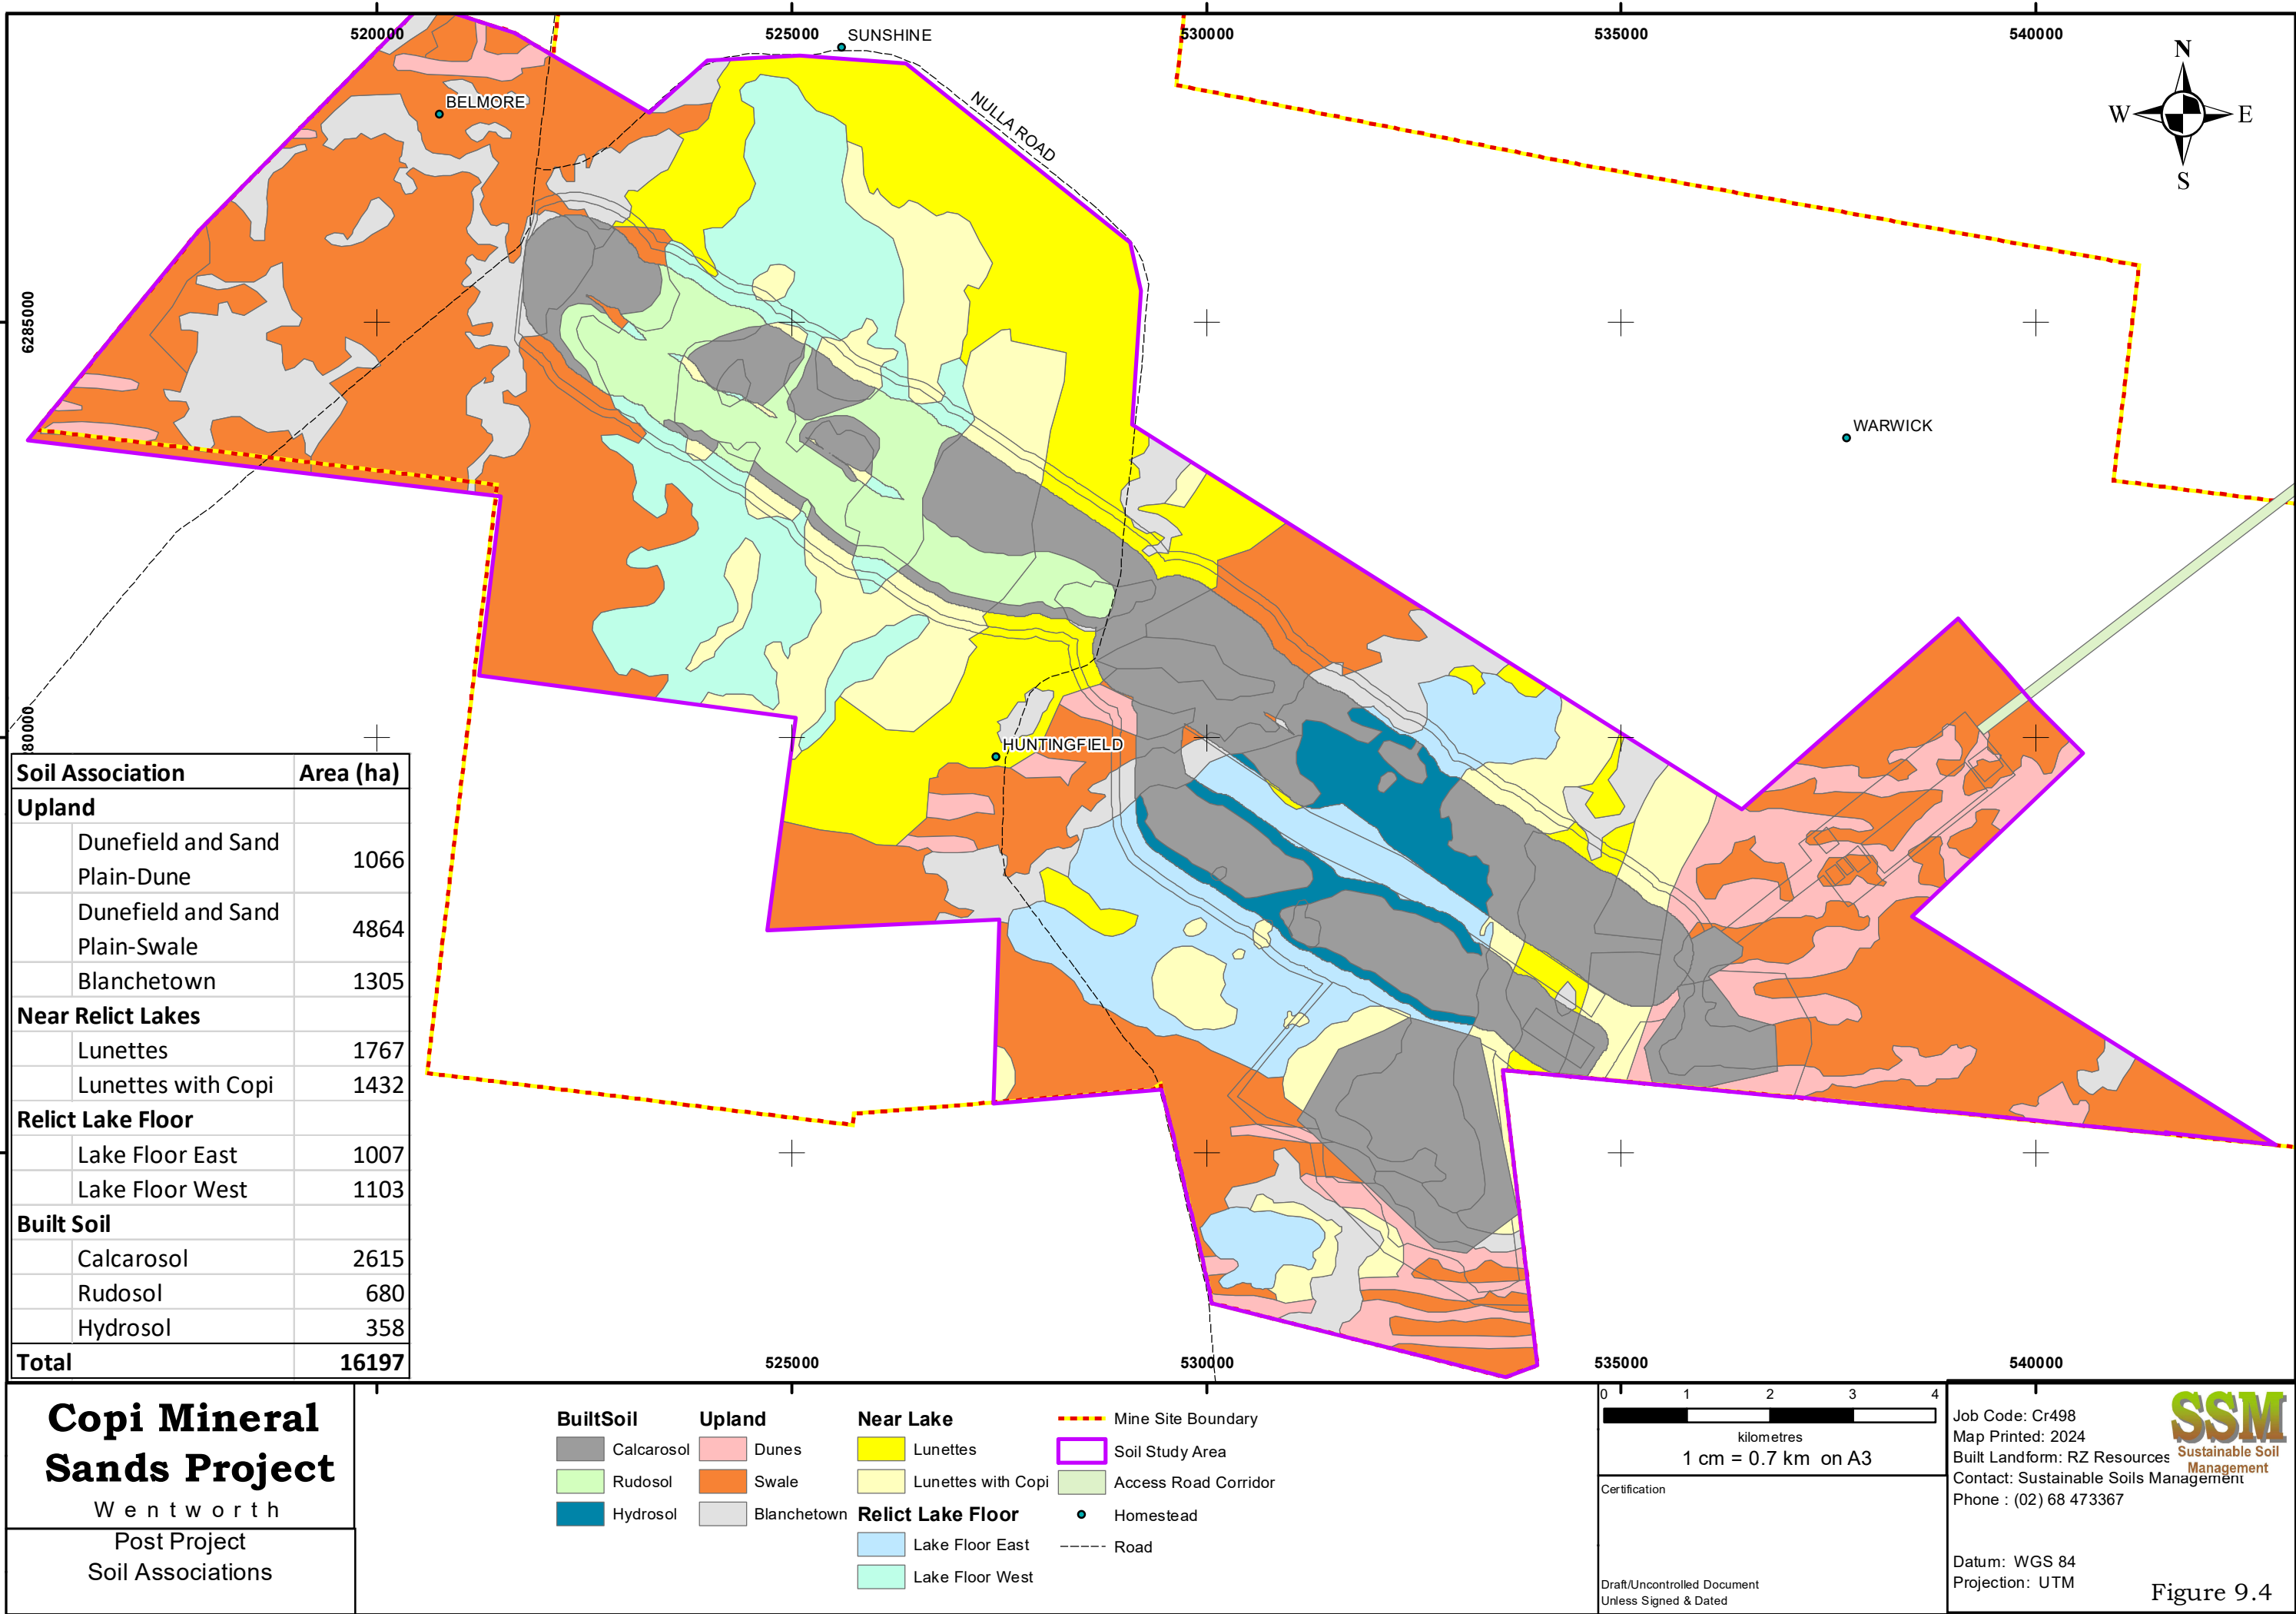 520000
525000
530000
535000
540000
SUNSHINE
NULLA ROAD
BELMORE
N
W
E
S
6285000
WARWICK
80000
HUNTINGFIELD
Soil Association Area (ha)
Upland
Dunefield and Sand
Plain-Dune
1066
Dunefield and Sand
Plain-Swale
4864
Blanchetown 1305
Near Relict Lakes
Lunettes 1767
Lunettes with Copi 1432
Relict Lake Floor
Lake Floor East 1007
Lake Floor West 1103
Built Soil
Calcarosol 2615
Rudosol 680
Hydrosol 358
Total 16197
525000
530000
535000
540000
Copi Mineral
Sands Project
Wentworth
Post Project
Soil Associations
BuiltSoil
Calcarosol
Rudosol
Hydrosol
Upland
Dunes
Swale
Blanchetown
Near Lake
Lunettes
Lunettes with Copi
Relict Lake Floor
Lake Floor East
Lake Floor West
Mine Site Boundary
Soil Study Area
Access Road Corridor
Homestead
Road
0 1 2 3 4
kilometres
1 cm = 0.7 km on A3
Certification
Draft/Uncontrolled Document
Unless Signed & Dated
Job Code: Cr498
Map Printed: 2024
Built Landform: RZ Resources
Contact: Sustainable Soils Management
Phone : (02) 68 473367
SSM
Sustainable Soil
Management
Datum: WGS 84
Projection: UTM
Figure 9.4